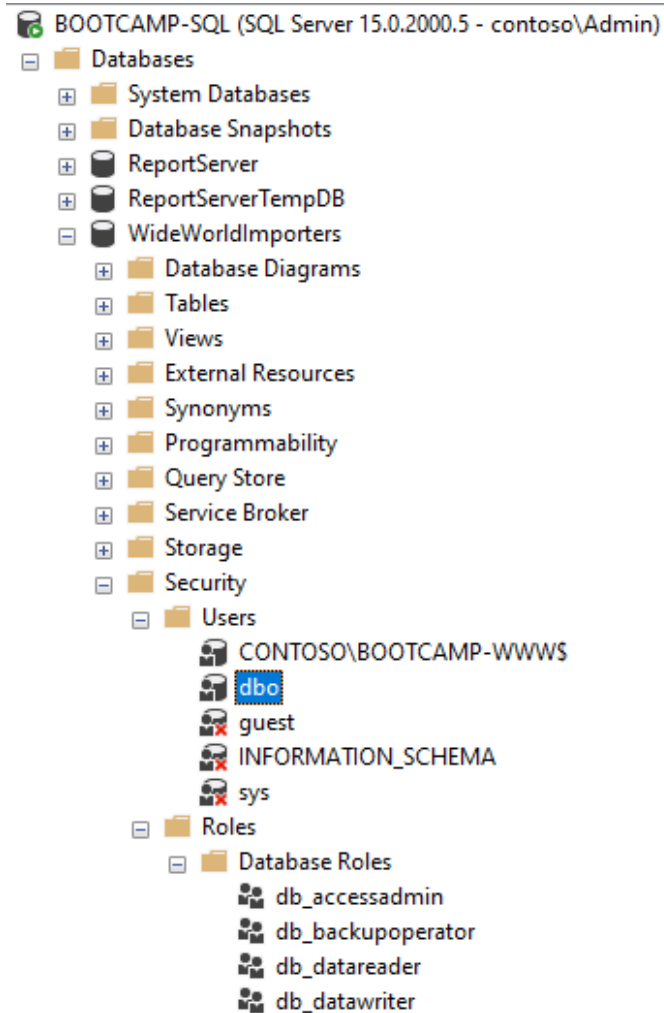 BOOTCAMP-SQL (SQL Server 15.0.2000.5 - contoso\Admin)
Databases
System Databases
Database Snapshots
ReportServer
ReportServerTempDB
WideWorldImporters
Database Diagrams
Tables
Views
External Resources
Synonyms
Programmability
Query Store
Service Broker
Storage
Security
Users
CONTOSO\BOOTCAMP-WWW$
dbo
guest
INFORMATION_SCHEMA
sys
Roles
Database Roles
db_accessadmin
db_backupoperator
db_datareader
db_datawriter